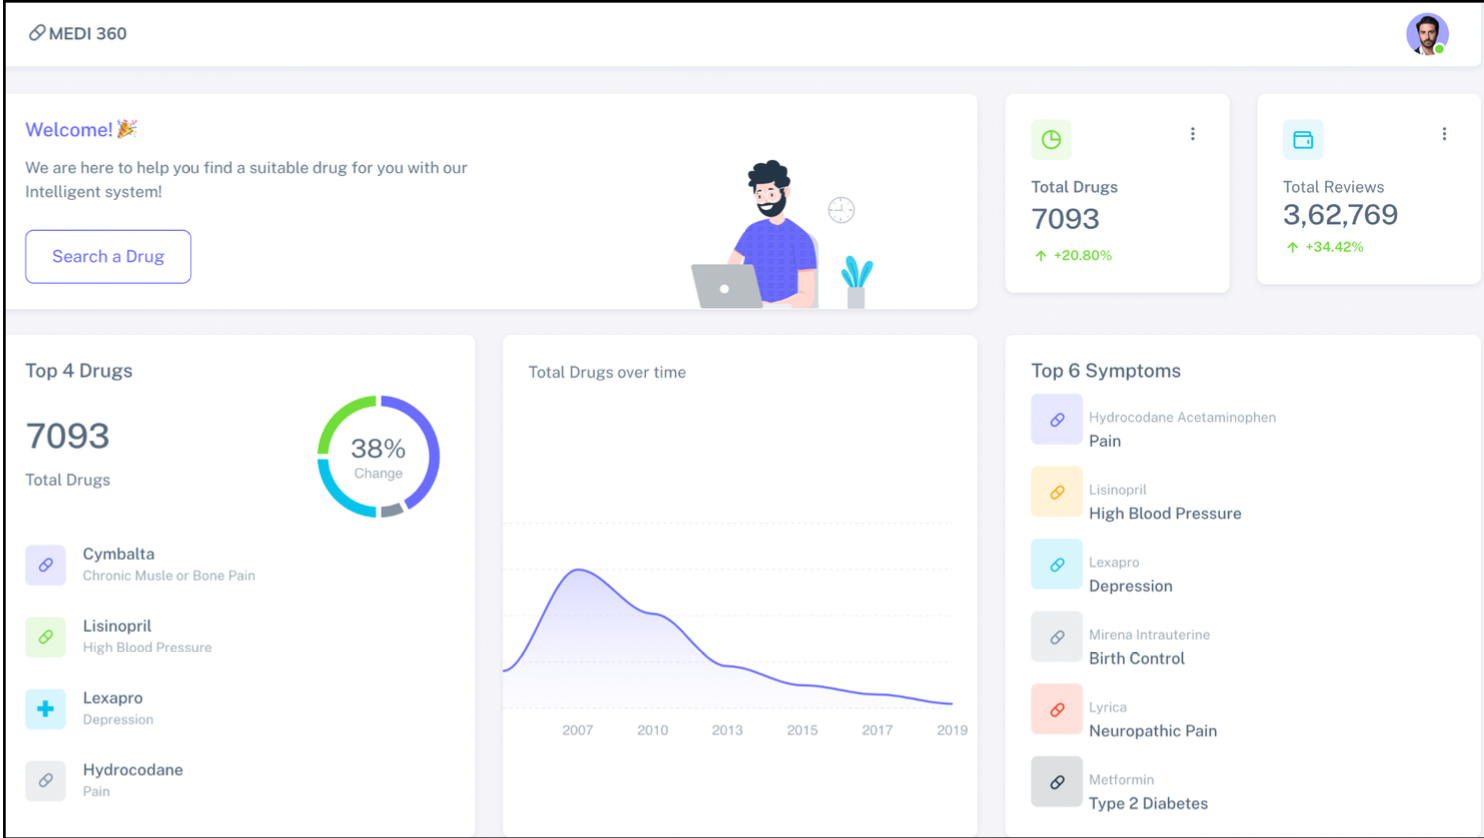 MEDI 360
Welcome! 🎉
We are here to help you find a suitable drug for you with our
Intelligent system!
Search a Drug
Total Drugs
7093
+20.80%
Total Reviews
3,62,769
+34.42%
Top 4 Drugs
7093
Total Drugs
38%
Change
Cymbalta
Chronic Musle or Bone Pain
Lisinopril
High Blood Pressure
Lexapro
Depression
Hydrocodane
Pain
Total Drugs over time
2007 2010 2013 2015 2017 2019
Top 6 Symptoms
Hydrocodane Acetaminophen
Pain
Lisinopril
High Blood Pressure
Lexapro
Depression
Mirena Intrauterine
Birth Control
Lyrica
Neuropathic Pain
Metformin
Type 2 Diabetes